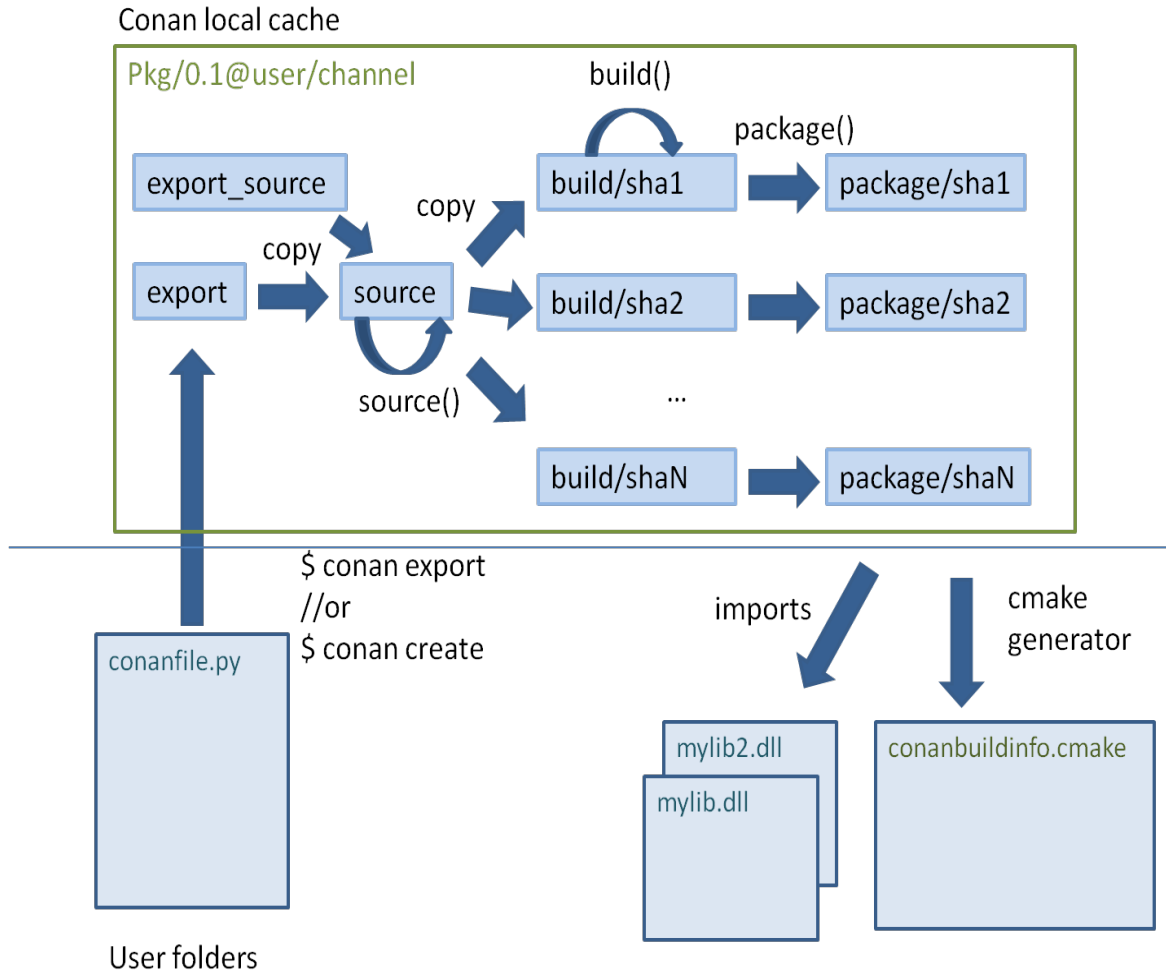 Conan local cache
Pkg/0.1@user/channel
build()
package()
export_source
build/sha1
package/sha1
copy
copy
export
source
build/sha2
package/sha2
source()
...
build/shaN
package/shaN
$ conan export
//or
$ conan create
imports
cmake
generator
conanfile.py
mylib2.dll
conanbuildinfo.cmake
mylib.dll
User folders